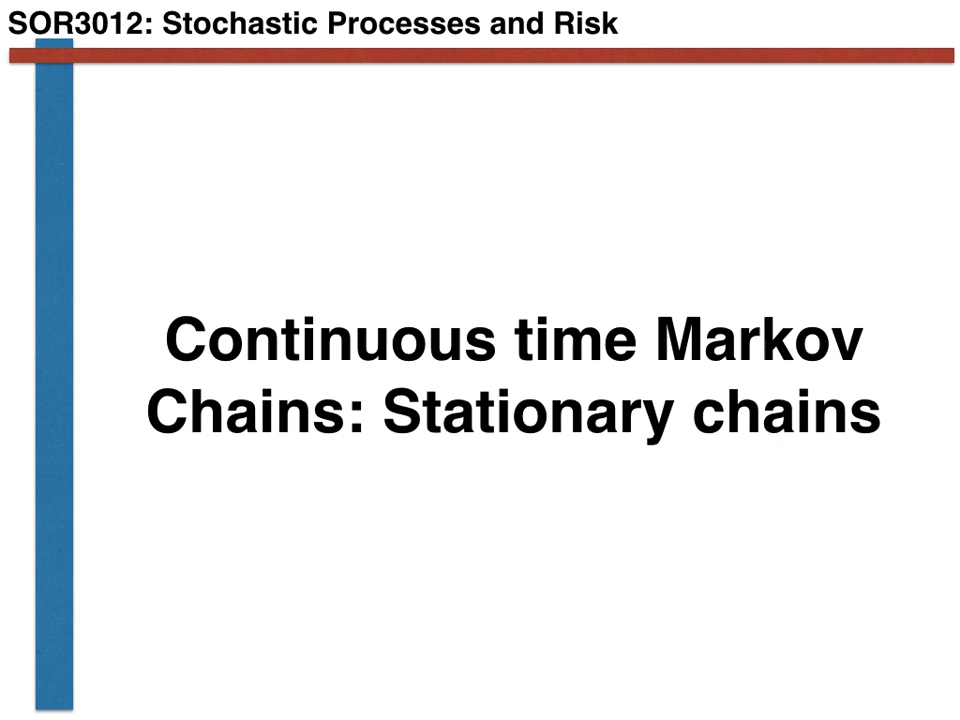 SOR3012: Stochastic Processes and Risk
Continuous time Markov
Chains: Stationary chains